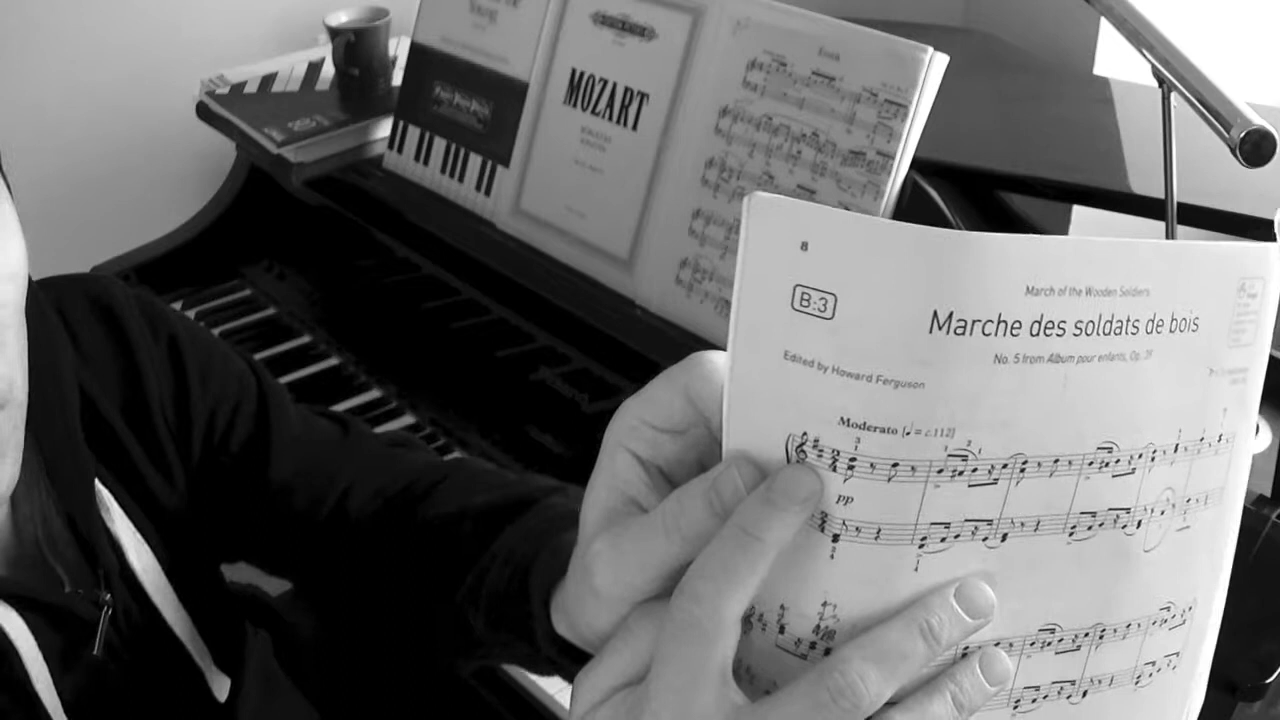 MOZART
8
B:3
March of the Wooden Soldiers
Marche des soldats de bois
No. 5 from Album pour enfants, Op. 39
Edited by Howard Ferguson
Moderato [♩ = c.112]
pp